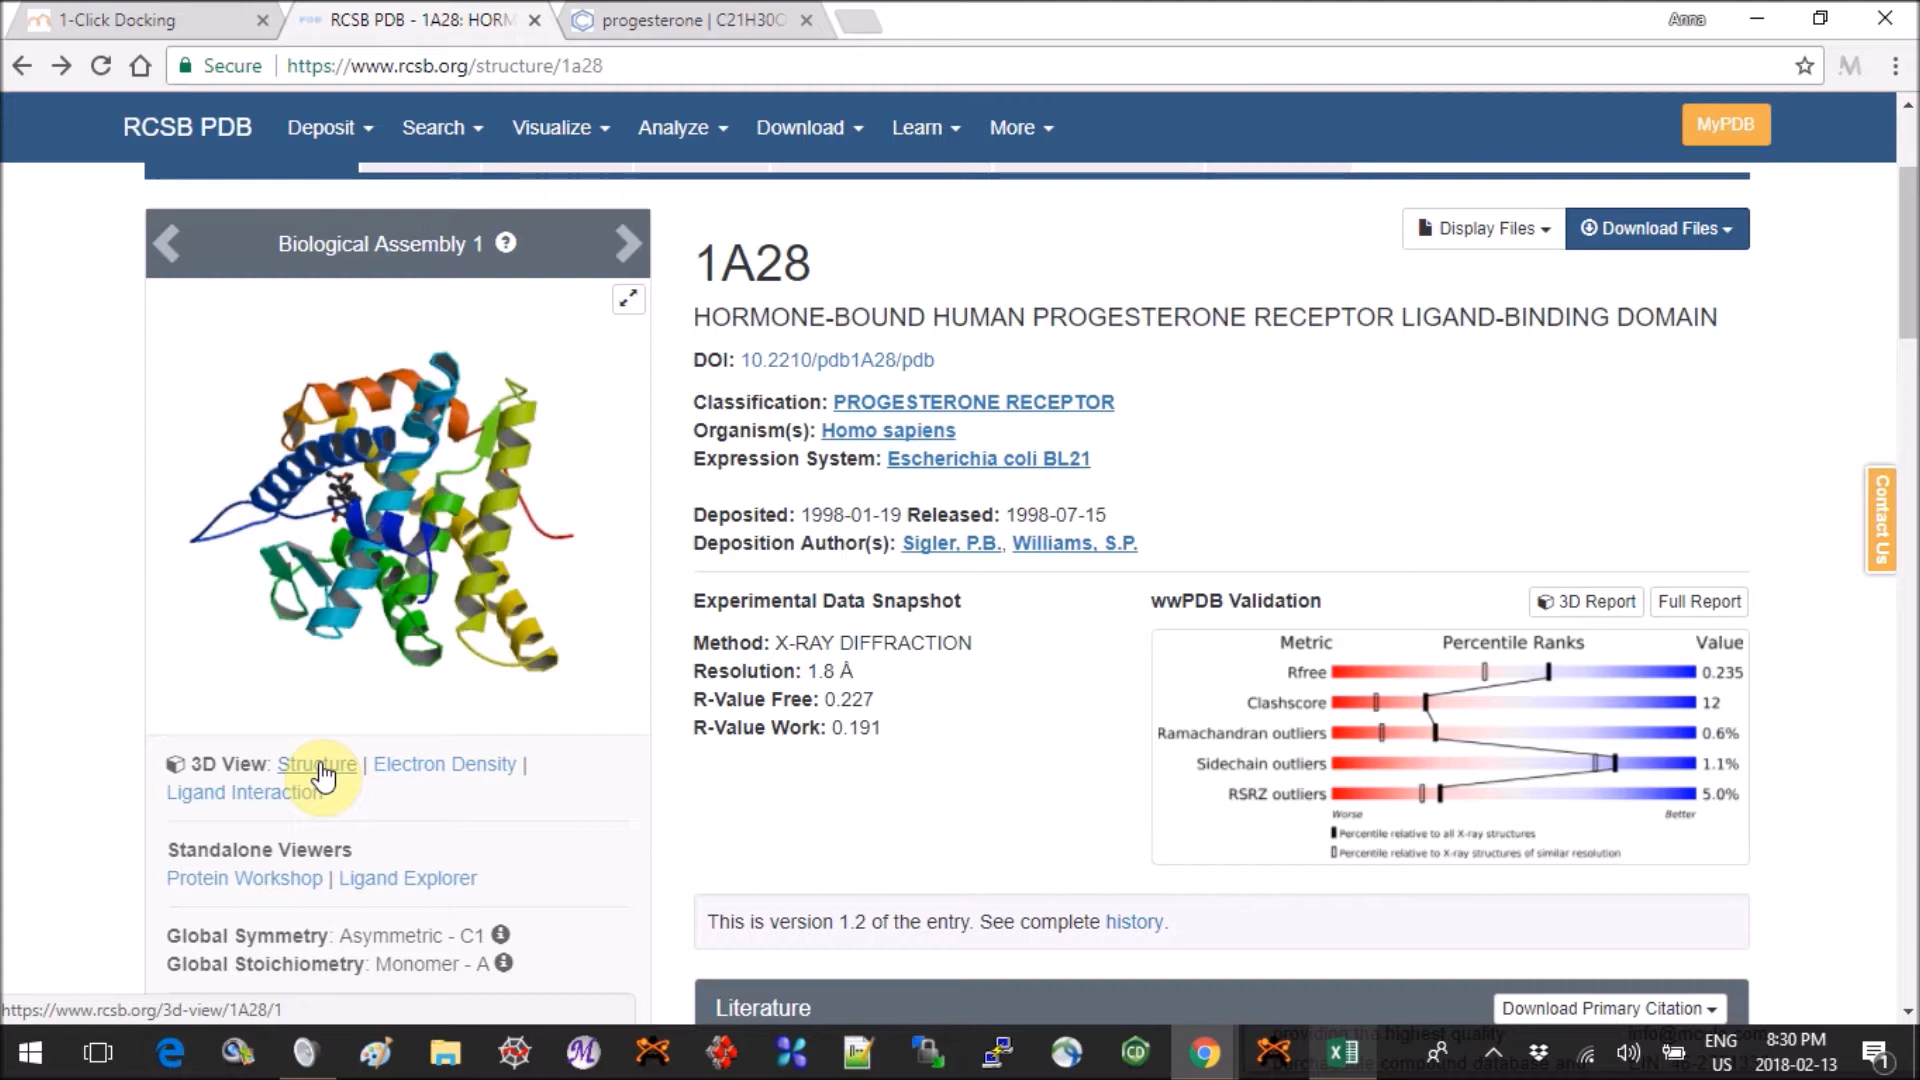 1-Click Docking
RCSB PDB - 1A28: HORM
progesterone | C21H30O
Anna
Secure | https://www.rcsb.org/structure/1a28
RCSB PDB Deposit Search Visualize Analyze Download Learn More MyPDB
Biological Assembly 1
Display Files Download Files
1A28
HORMONE-BOUND HUMAN PROGESTERONE RECEPTOR LIGAND-BINDING DOMAIN
DOI: 10.2210/pdb1A28/pdb
Classification: PROGESTERONE RECEPTOR
Organism(s): Homo sapiens
Expression System: Escherichia coli BL21
Deposited: 1998-01-19 Released: 1998-07-15
Deposition Author(s): Sigler, P.B., Williams, S.P.
Contact Us
Experimental Data Snapshot
Method: X-RAY DIFFRACTION
Resolution: 1.8 Å
R-Value Free: 0.227
R-Value Work: 0.191
wwPDB Validation 3D Report Full Report
Metric Percentile Ranks Value
Rfree 0.235
Clashscore 12
Ramachandran outliers 0.6%
Sidechain outliers 1.1%
RSRZ outliers 5.0%
Worse Better
Percentile relative to all X-ray structures
Percentile relative to X-ray structures of similar resolution
3D View: Structure | Electron Density |
Ligand Interaction
Standalone Viewers
Protein Workshop | Ligand Explorer
Global Symmetry: Asymmetric - C1
Global Stoichiometry: Monomer - A
This is version 1.2 of the entry. See complete history.
Literature Download Primary Citation
https://www.rcsb.org/3d-view/1A28/1
providing the highest quality
ENG
US
8:30 PM
2018-02-13
1